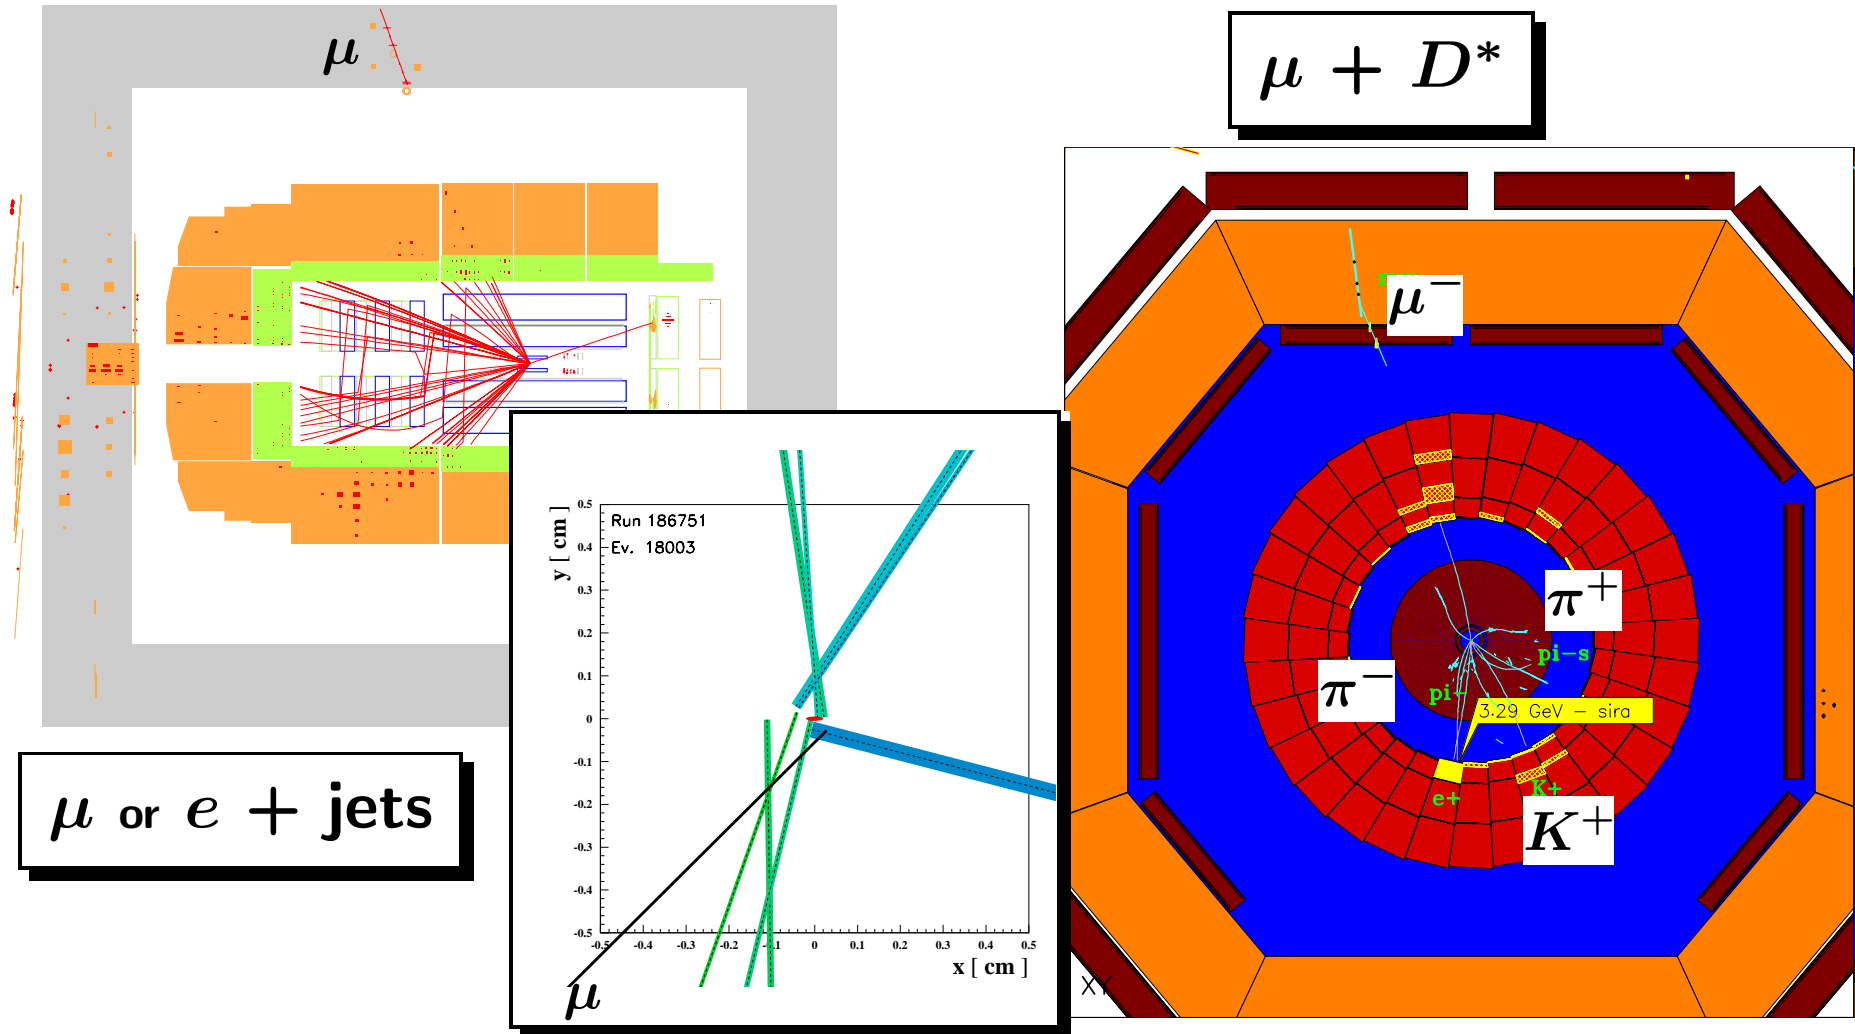 μ
μ or e + jets
Run 186751
Ev. 18003
y [ cm ]
0.5
0.4
0.3
0.2
0.1
0
-0.1
-0.2
-0.3
-0.4
-0.5
-0.5 -0.4 -0.3 -0.2 -0.1 0 0.1 0.2 0.3 0.4 0.5
x [ cm ]
μ
μ + D*
μ⁻
π⁺
pi-s
π⁻
pi+
3.29 GeV - sira
e+
K+
K⁺
XY